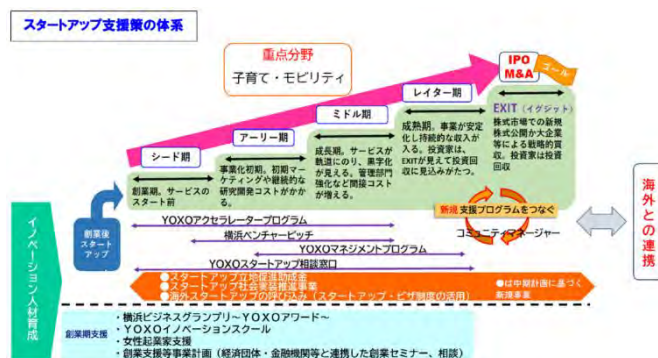 スタートアップ支援策の体系
重点分野
子育て・モビリティ
IPO
M&A
ゴール
レイター期
ミドル期
アーリー期
シード期
EXIT（イグジット）
株式市場での新規
株式公開か大企業
等による戦略的買
収。投資家は投資
回収
成熟期。事業が安定
化し持続的な収入が
入る。投資家は、
EXITが見えて投資回
収に見込みがたつ。
成長期。サービスが
軌道にのり、黒字化
が見える。管理部門
強化など間接コスト
が増える。
事業化初期。初期マー
ケティングや継続的な
研究開発コストがかか
る。
創業期。サービスの
スタート前
創業後
スタート
アップ
イノベーション人材育成
海外との連携
新規 支援プログラムをつなぐ
コミュニティマネージャー
YOXOアクセラレータープログラム
横浜ベンチャーピッチ
YOXOマネジメントプログラム
YOXOスタートアップ相談窓口
●スタートアップ立地促進助成金
●スタートアップ社会実装推進事業
●海外スタートアップの呼び込み（スタートアップ・ビザ制度の活用）
●は中期計画に基づく
新規事業
創業期支援
・横浜ビジネスグランプリ～YOXOアワード～
・YOXOイノベーションスクール
・女性起業家支援
・創業支援等事業計画（経済団体・金融機関等と連携した創業セミナー、相談）